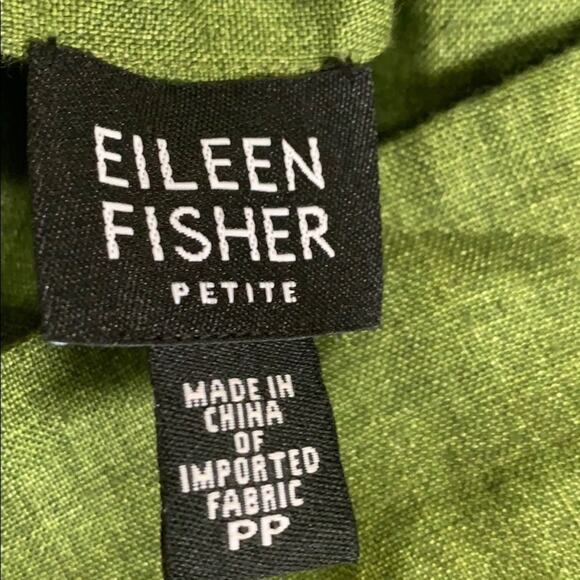 EILEEN
FISHER
PETITE
MADE IN
CHINA
OF
IMPORTED
FABRIC
PP